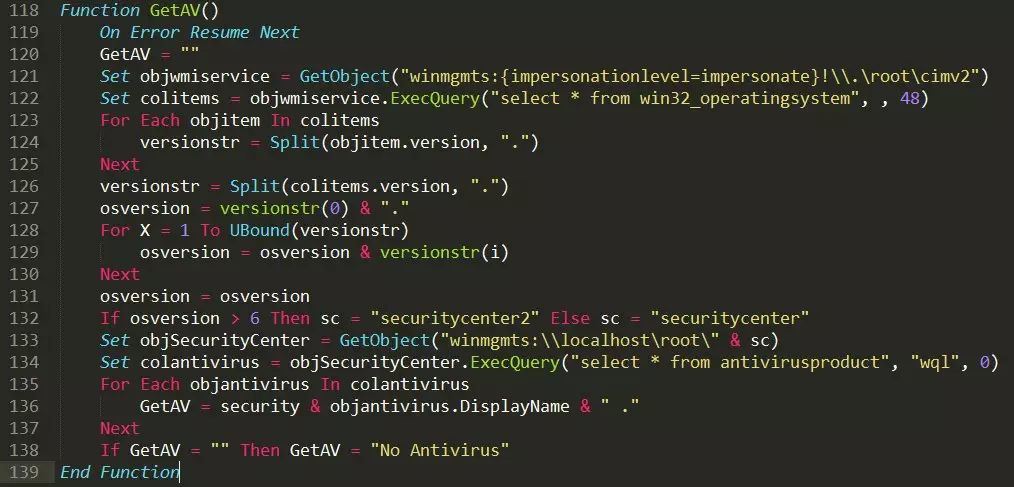 118 Function GetAV()
119     On Error Resume Next
120     GetAV = ""
121     Set objwmiservice = GetObject("winmgmts:{impersonationlevel=impersonate}!\\.\root\cimv2")
122     Set colitems = objwmiservice.ExecQuery("select * from win32_operatingsystem", , 48)
123     For Each objitem In colitems
124         versionstr = Split(objitem.version, ".")
125     Next
126     versionstr = Split(colitems.version, ".")
127     osversion = versionstr(0) & "."
128     For X = 1 To UBound(versionstr)
129         osversion = osversion & versionstr(i)
130     Next
131     osversion = osversion
132     If osversion > 6 Then sc = "securitycenter2" Else sc = "securitycenter"
133     Set objSecurityCenter = GetObject("winmgmts:\\localhost\root\" & sc)
134     Set colantivirus = objSecurityCenter.ExecQuery("select * from antivirusproduct", "wql", 0)
135     For Each objantivirus In colantivirus
136         GetAV = security & objantivirus.DisplayName & " ."
137     Next
138     If GetAV = "" Then GetAV = "No Antivirus"
139 End Function